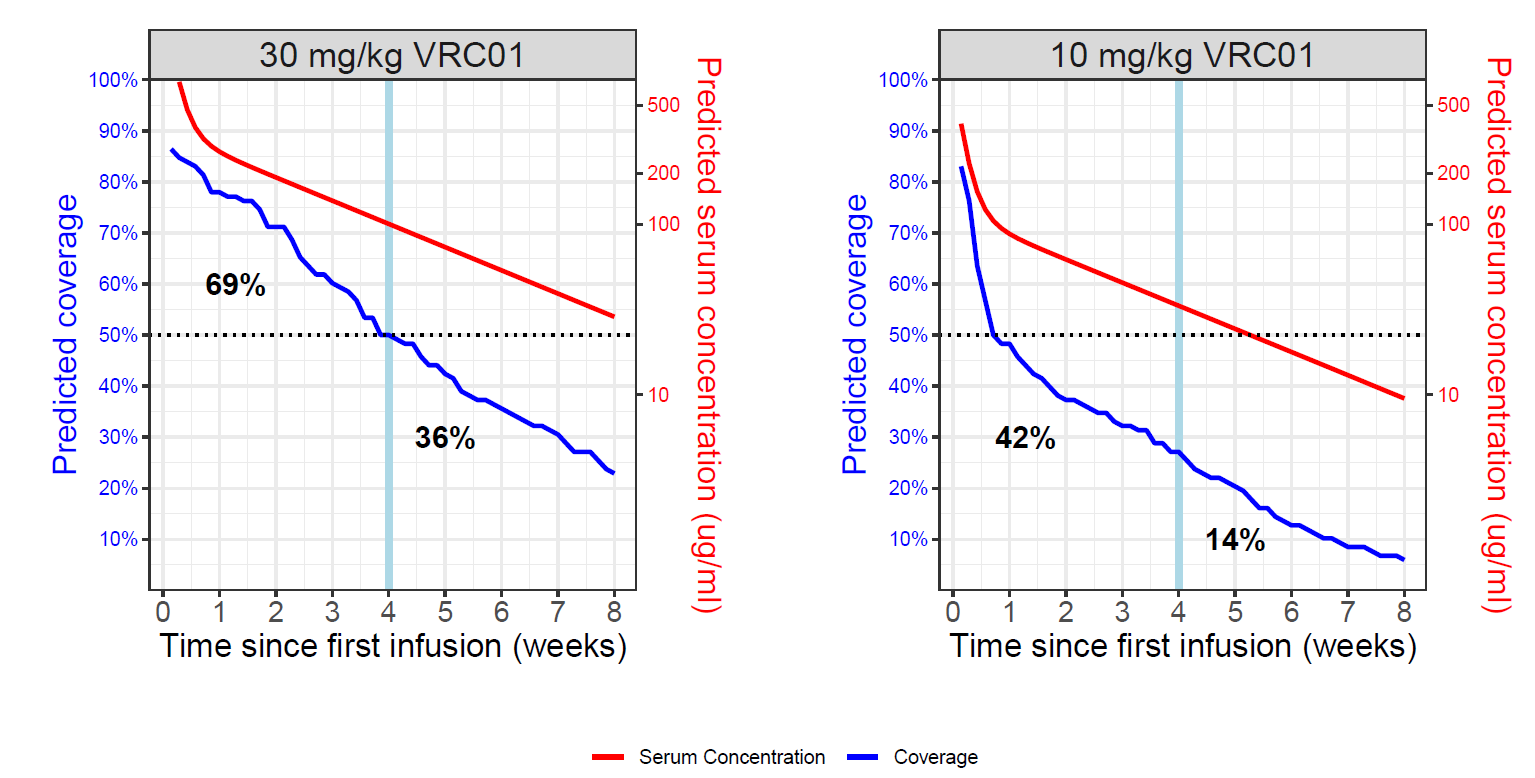 30 mg/kg VRC01
100%
90%
80%
70%
60%
50%
40%
30%
20%
10%
Predicted coverage
69%
36%
500
200
100
10
Predicted serum concentration (ug/ml)
0 1 2 3 4 5 6 7 8
Time since first infusion (weeks)
10 mg/kg VRC01
100%
90%
80%
70%
60%
50%
40%
30%
20%
10%
Predicted coverage
42%
14%
500
200
100
10
Predicted serum concentration (ug/ml)
0 1 2 3 4 5 6 7 8
Time since first infusion (weeks)
Serum Concentration Coverage